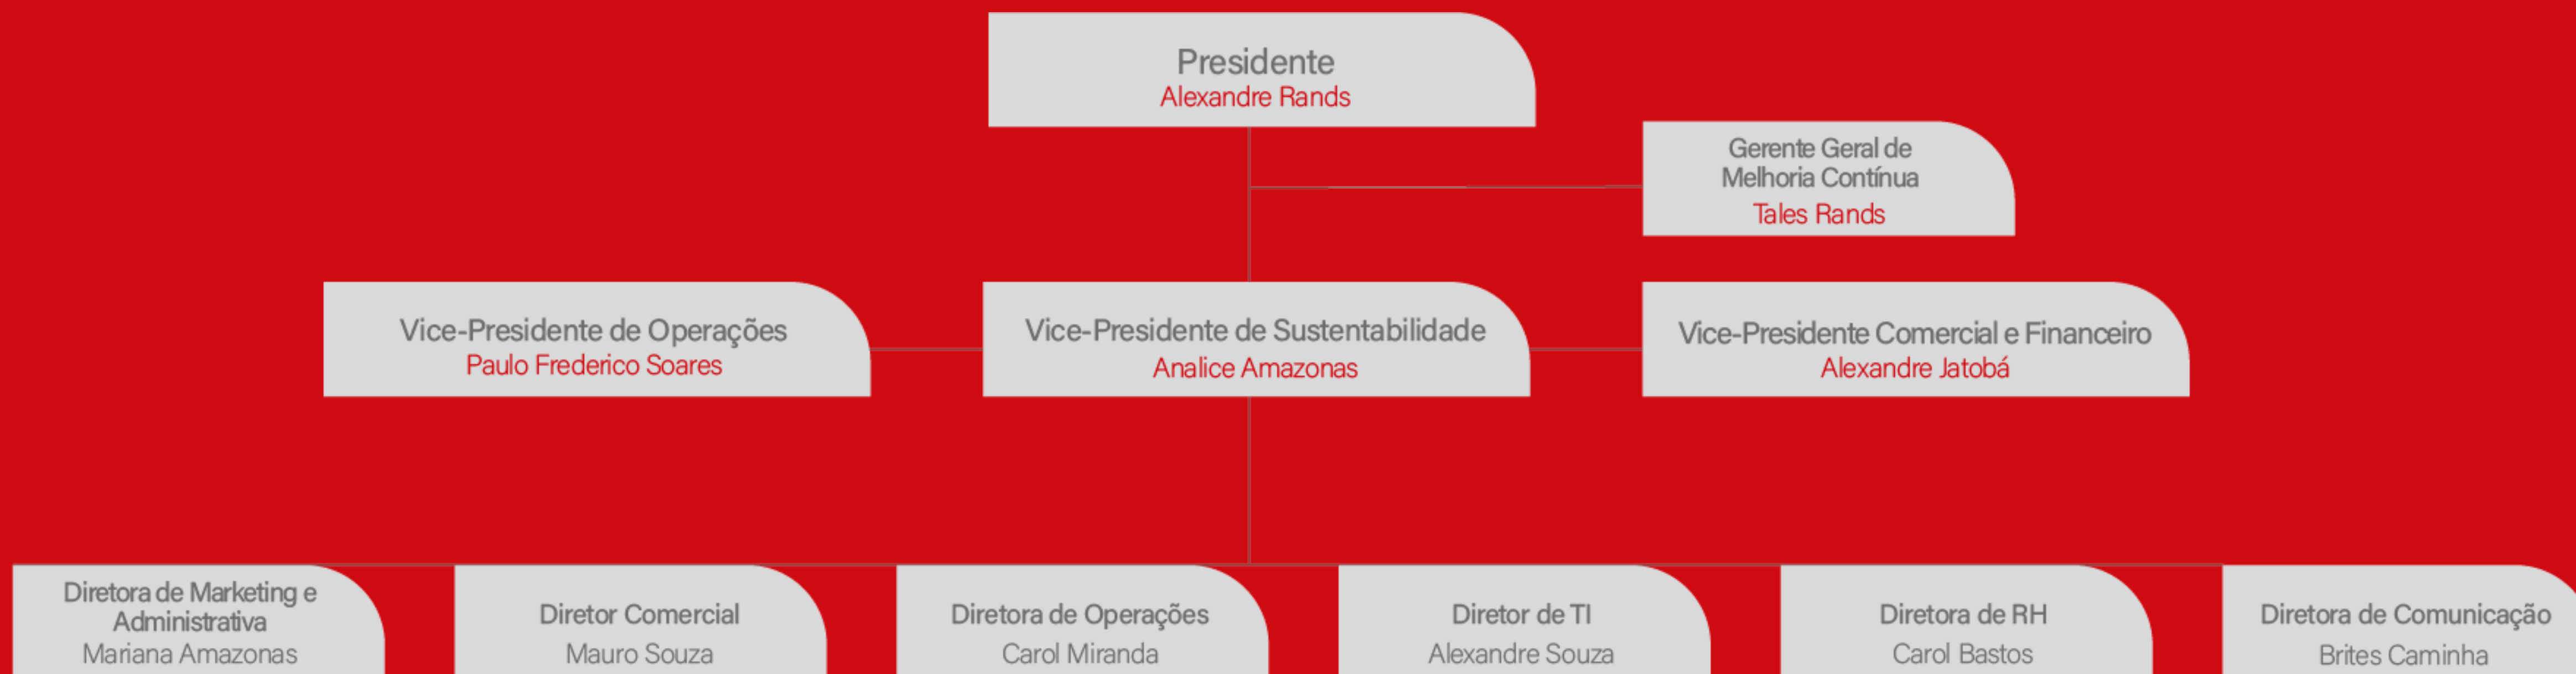 Presidente
Alexandre Rands
Gerente Geral de
Melhoria Contínua
Tales Rands
Vice-Presidente de Operações
Paulo Frederico Soares
Vice-Presidente de Sustentabilidade
Analice Amazonas
Vice-Presidente Comercial e Financeiro
Alexandre Jatobá
Diretora de Marketing e
Administrativa
Mariana Amazonas
Diretor Comercial
Mauro Souza
Diretora de Operações
Carol Miranda
Diretor de TI
Alexandre Souza
Diretora de RH
Carol Bastos
Diretora de Comunicação
Brites Caminha